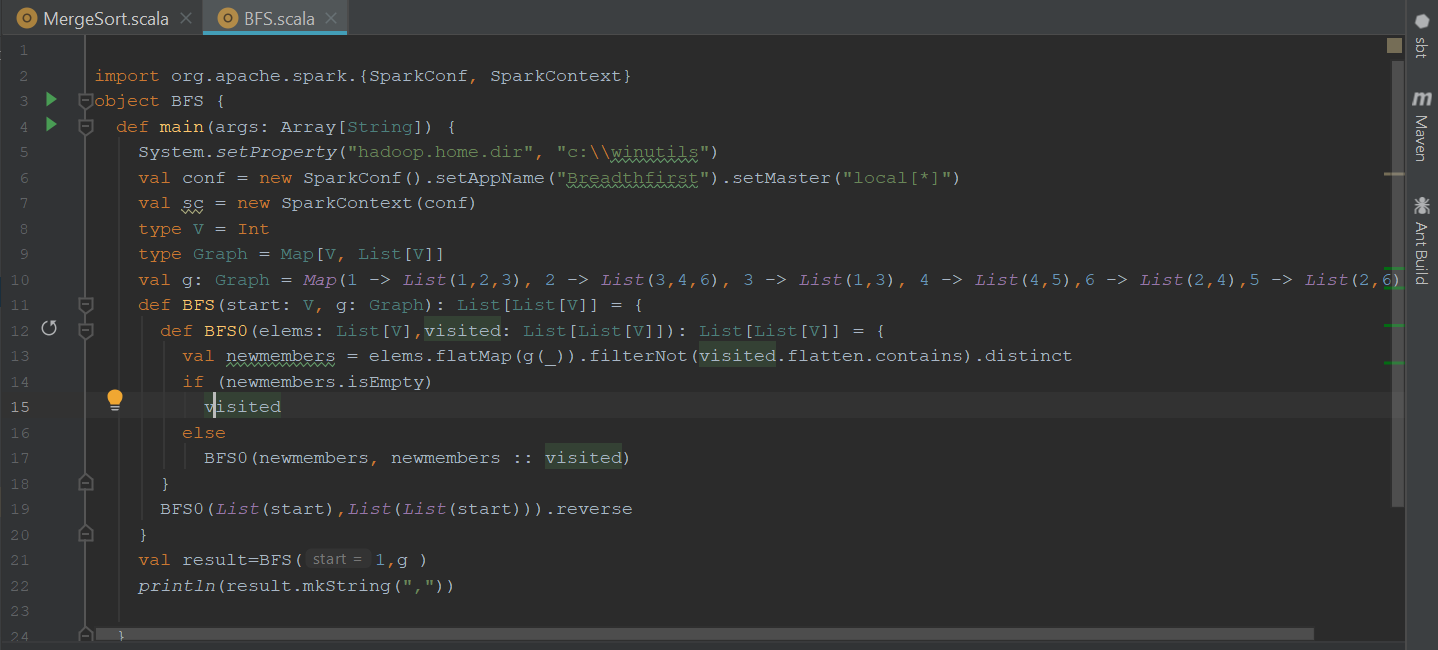 MergeSort.scala
BFS.scala
1
2 import org.apache.spark.{SparkConf, SparkContext}
3 object BFS {
4 def main(args: Array[String]) {
5 System.setProperty("hadoop.home.dir", "c:\\winutils")
6 val conf = new SparkConf().setAppName("Breadthfirst").setMaster("local[*]")
7 val sc = new SparkContext(conf)
8 type V = Int
9 type Graph = Map[V, List[V]]
10 val g: Graph = Map(1 -> List(1,2,3), 2 -> List(3,4,6), 3 -> List(1,3), 4 -> List(4,5),6 -> List(2,4),5 -> List(2,6)
11 def BFS(start: V, g: Graph): List[List[V]] = {
12 def BFS0(elems: List[V],visited: List[List[V]]): List[List[V]] = {
13 val newmembers = elems.flatMap(g(_)).filterNot(visited.flatten.contains).distinct
14 if (newmembers.isEmpty)
15 visited
16 else
17 BFS0(newmembers, newmembers :: visited)
18 }
19 BFS0(List(start),List(List(start))).reverse
20 }
21 val result=BFS( start = 1,g )
22 println(result.mkString(","))
23
24 }
sbt
m
Maven
Ant Build